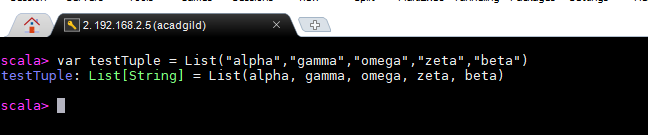 2. 192.168.2.5 (acadgild)
scala> var testTuple = List("alpha","gamma","omega","zeta","beta")
testTuple: List[String] = List(alpha, gamma, omega, zeta, beta)
scala>